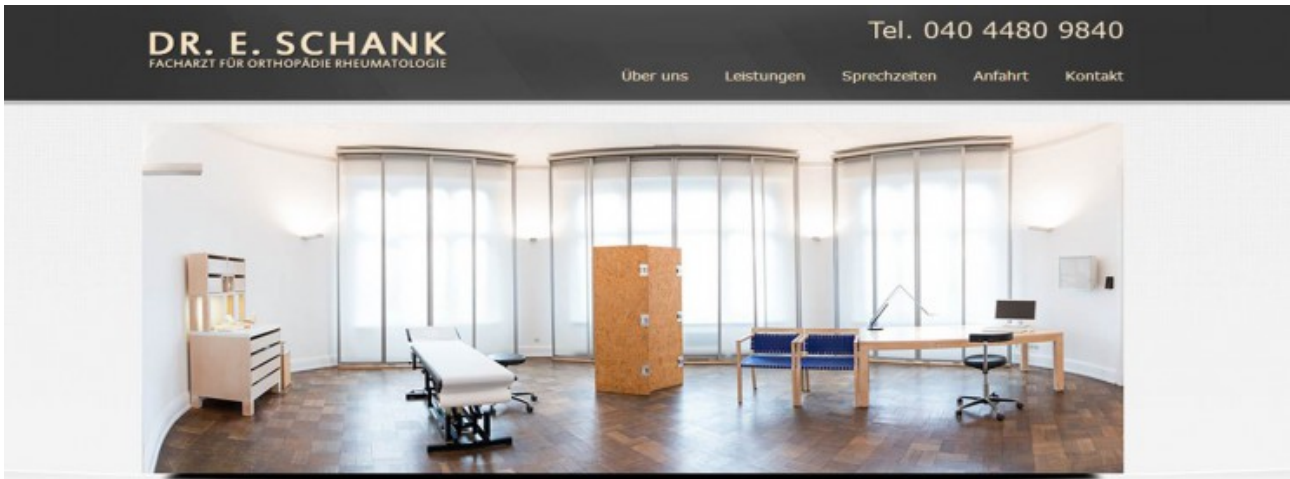 DR. E. SCHANK
FACHARZT FÜR ORTHOPÄDIE RHEUMATOLOGIE
Tel. 040 4480 9840
Über uns Leistungen Sprechzeiten Anfahrt Kontakt